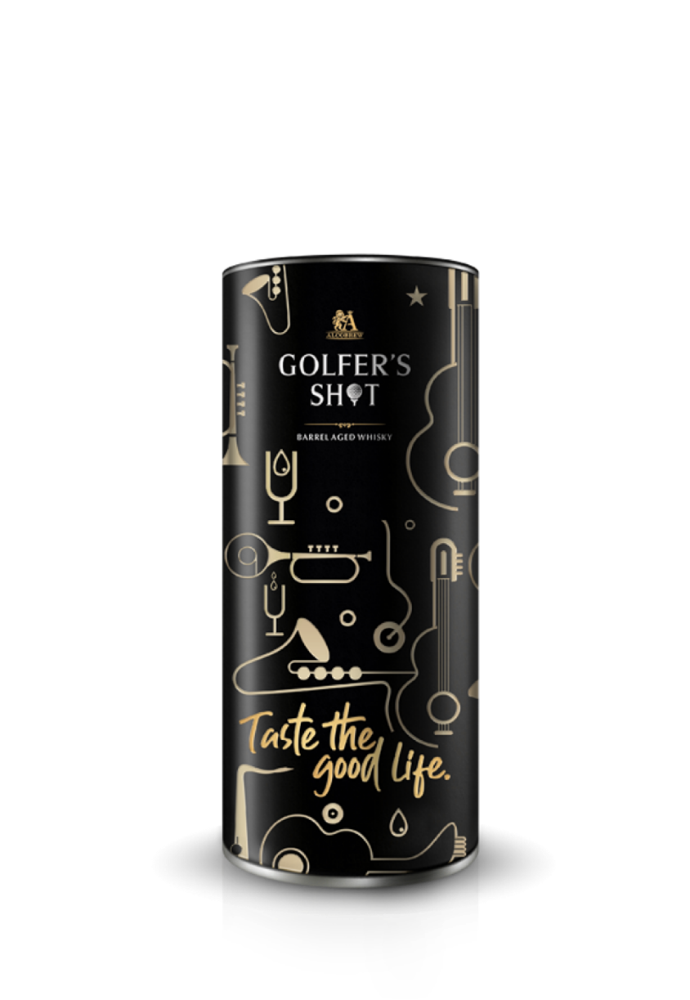 ALCOBREW
GOLFER'S
SHOT
BARREL AGED WHISKY
Taste the
good life.